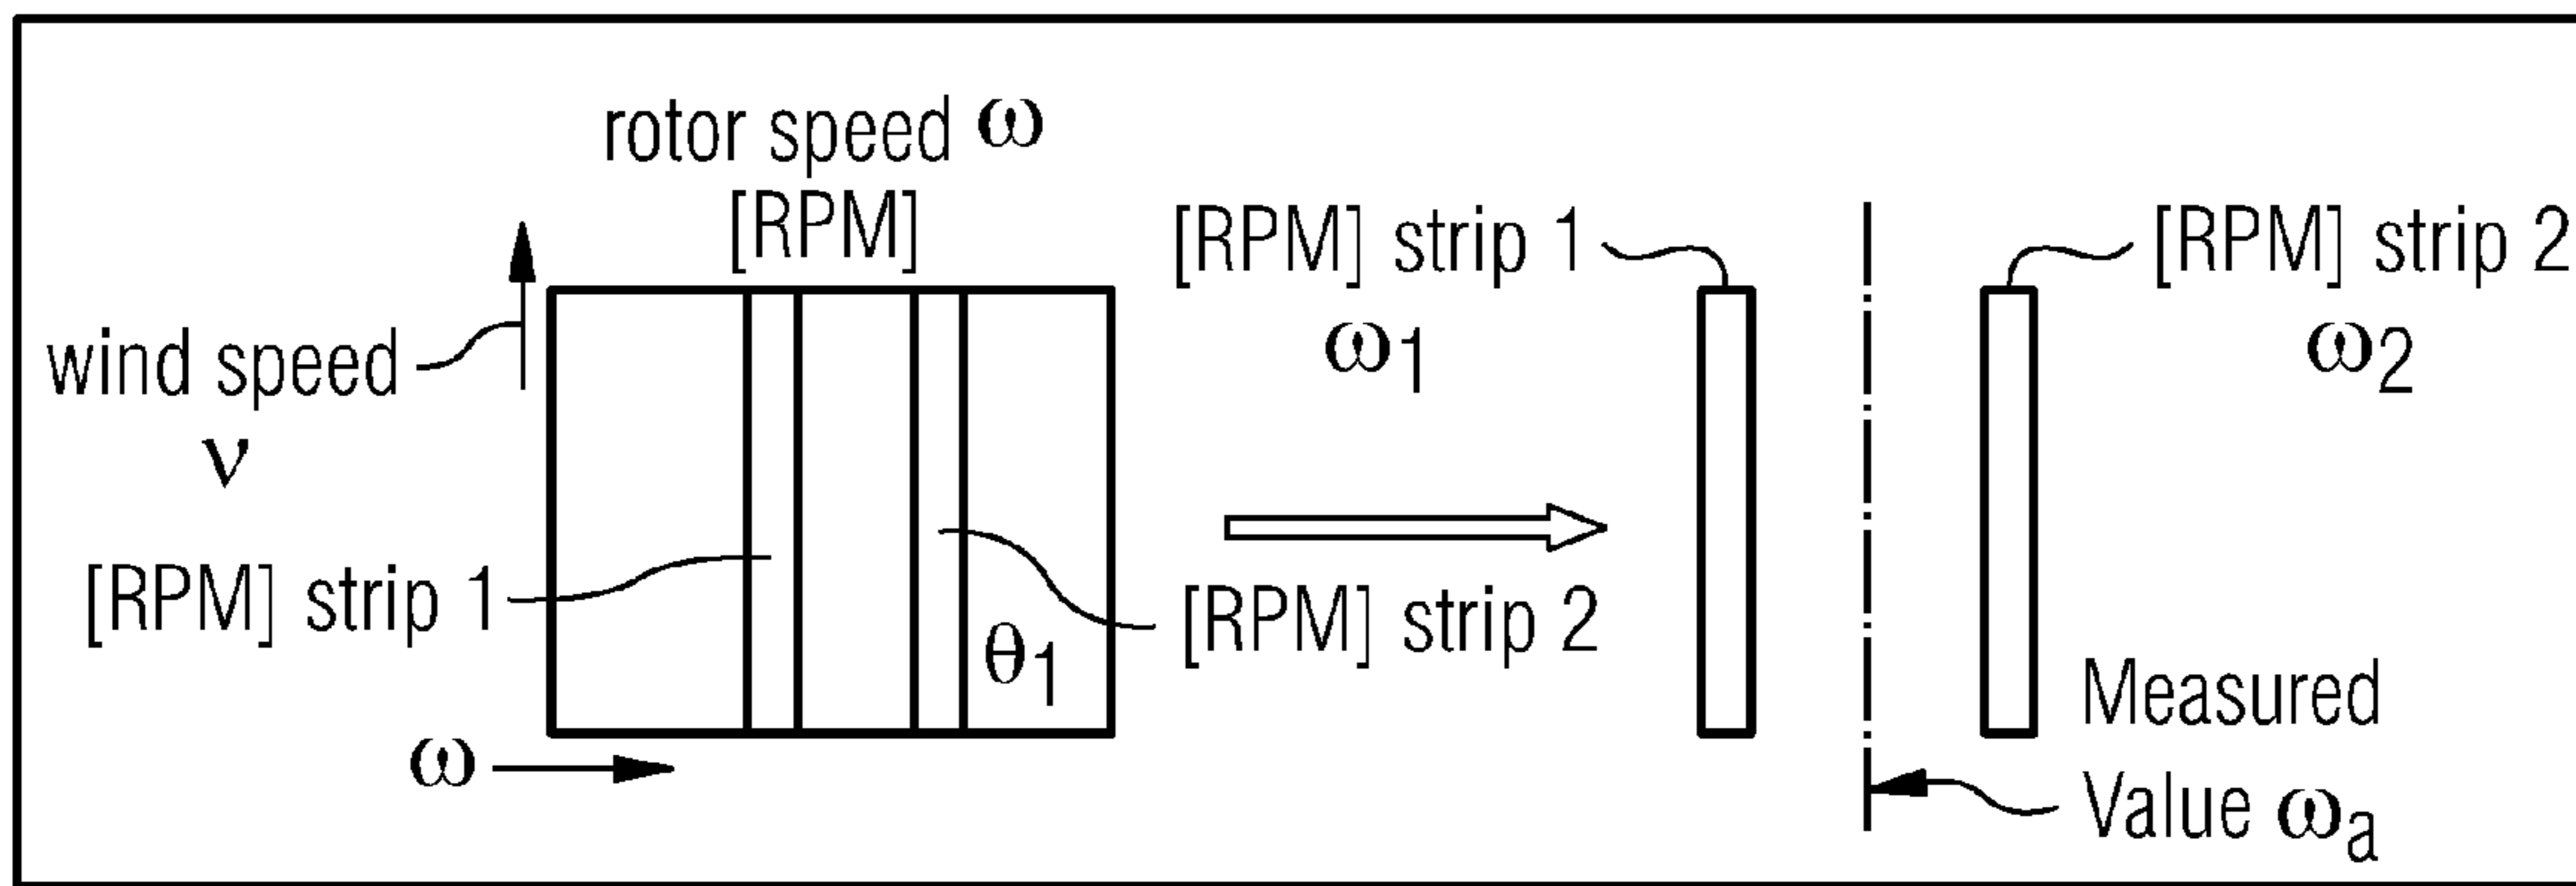 rotor speed ω
[RPM]
wind speed
ν
[RPM] strip 1
ω
θ1
[RPM] strip 2
[RPM] strip 1
ω1
[RPM] strip 2
ω2
Measured
Value ωa